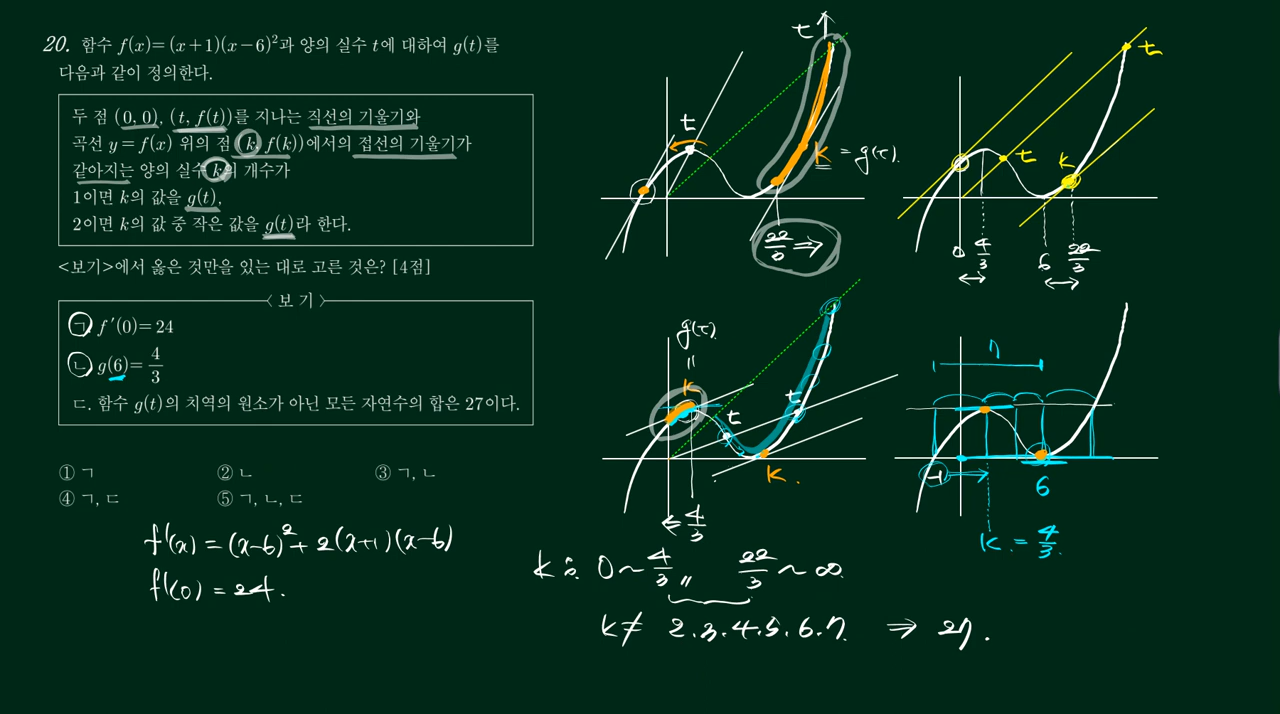 20. 함수 f(x)=(x+1)(x-6)²과 양의 실수 t에 대하여 g(t)를
다음과 같이 정의한다.
두 점 (0, 0), (t, f(t))를 지나는 직선의 기울기와
곡선 y=f(x) 위의 점 (k, f(k))에서의 접선의 기울기가
같아지는 양의 실수 k의 개수가
1이면 k의 값을 g(t),
2이면 k의 값 중 작은 값을 g(t)라 한다.
<보기>에서 옳은 것만을 있는 대로 고른 것은? [4점]
<보 기>
ㄱ. f′(0)=24
ㄴ. g(6)=4/3
ㄷ. 함수 g(t)의 치역의 원소가 아닌 모든 자연수의 합은 27이다.
① ㄱ ② ㄴ ③ ㄱ, ㄴ
④ ㄱ, ㄷ ⑤ ㄱ, ㄴ, ㄷ
f′(x) = (x-6)² + 2(x+1)(x-6)
f′(0) = 24.
t
t
k = g(t).
t
t
k
0 4/3 6 22/3
g(t)
"
k
t
t
k.
4/3
7
-1
6
k = 4/3.
0 ~ 4/3 22/3 ~ ∞
k ≠ 2.3.4.5.6.7. ⇒ 27.